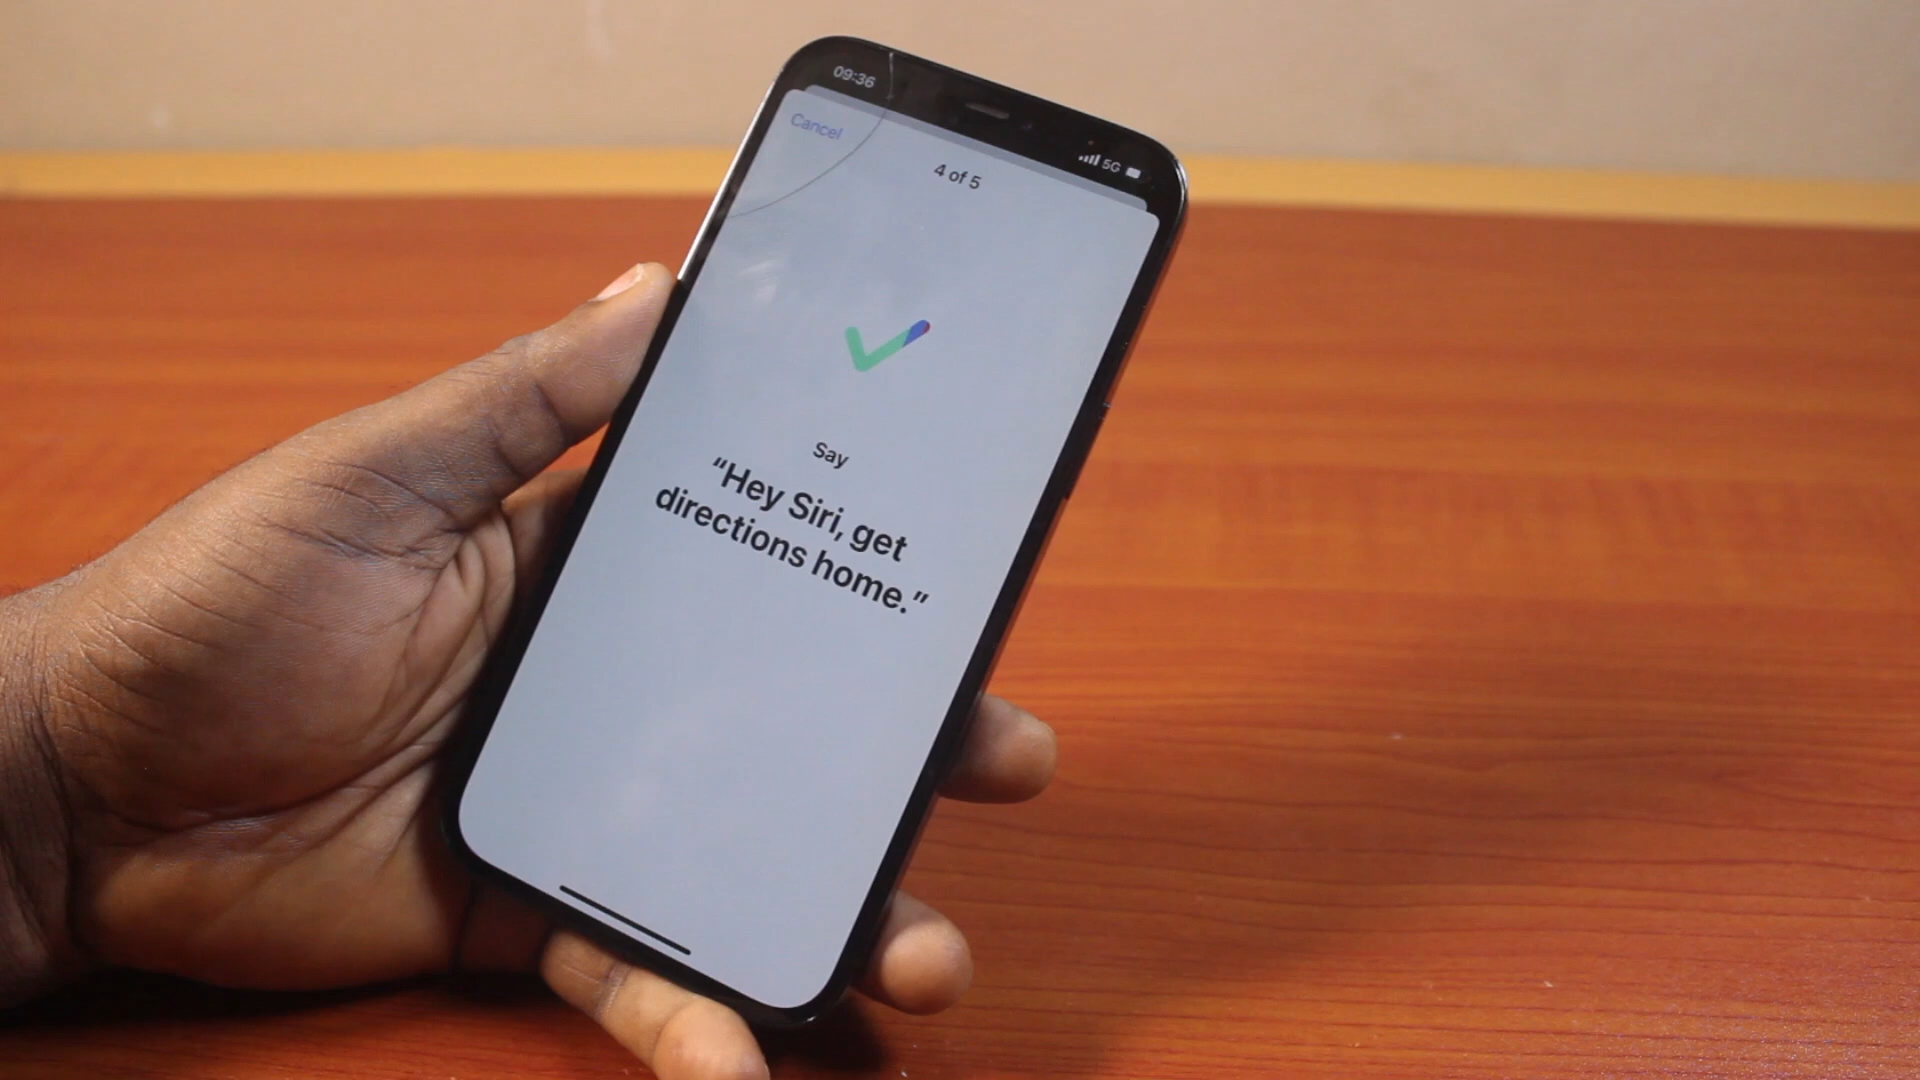 09:36
5G
Cancel
4 of 5
Say
“Hey Siri, get
directions home.”